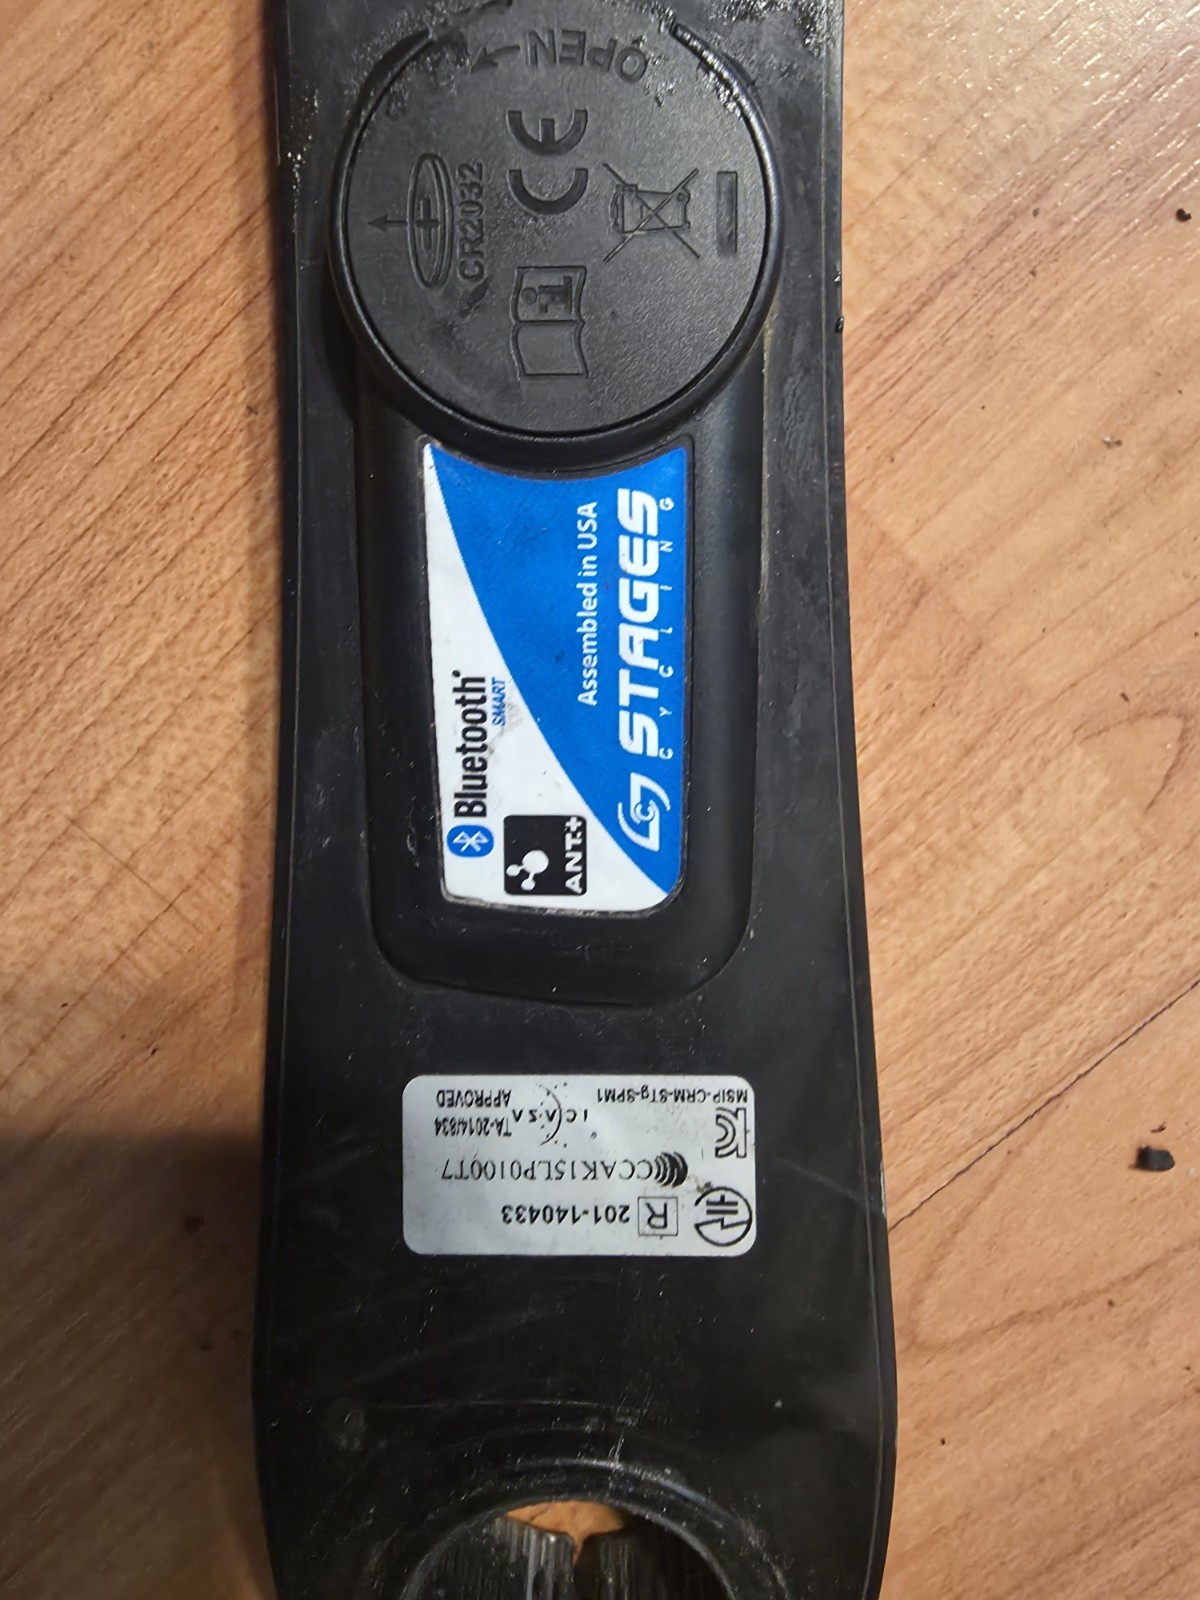 OPEN
CR2032
CE
Bluetooth
SMART
ANT+
Assembled in USA
STAGES
CYCLING
R 201-140433
CCAK15LP0100T7
TA-2014/834
APPROVED
I.C.A.S.A
MSIP-CRM-STg-SPM1